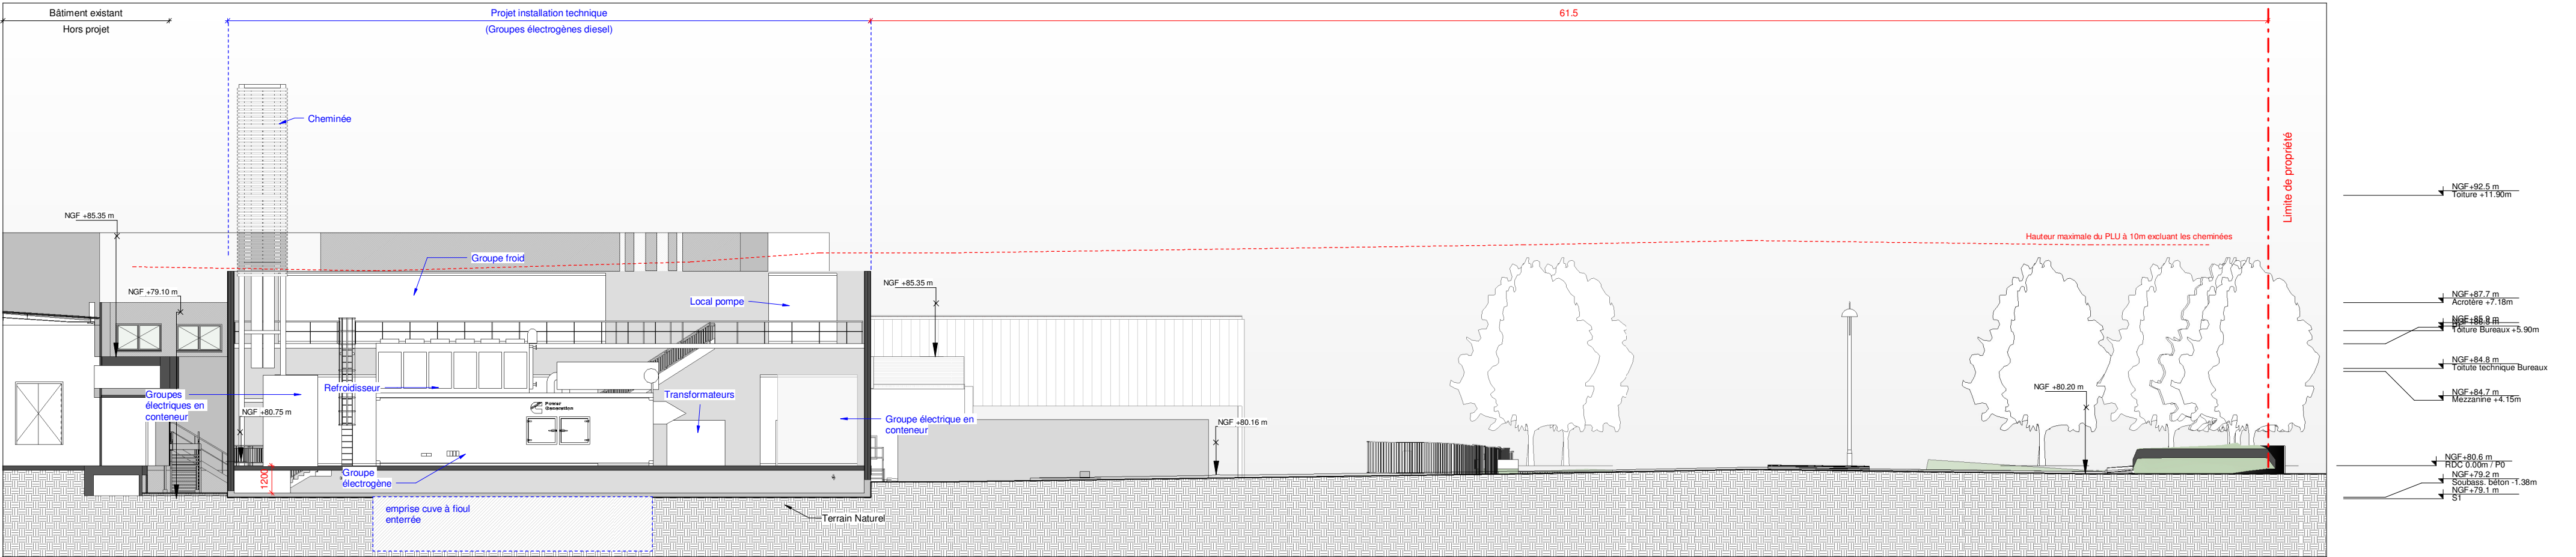 Bâtiment existant
Hors projet
Projet installation technique
(Groupes électrogènes diesel)
61.5
Cheminée
Limite de propriété
NGF+92.5 m
Toiture +11.90m
NGF +85.35 m
Hauteur maximale du PLU à 10m excluant les cheminées
Groupe froid
NGF +79.10 m
Local pompe
NGF +85.35 m
NGF+87.7 m
Acrotère +7.18m
Toiture Bureaux +5.90m
NGF+84.8 m
Toitute technique Bureaux
NGF+84.7 m
Mezzanine +4.15m
Refroidisseur
NGF +80.20 m
Groupes
électriques en
conteneur
Transformateurs
Power
Generation
NGF +80.75 m
Groupe électrique en
conteneur
NGF +80.16 m
NGF+80.6 m
RDC 0.00m / P0
1200
Groupe
électrogène
NGF+79.2 m
Soubass. béton -1.38m
NGF+79.1 m
S1
emprise cuve à fioul
enterrée
Terrain Naturel